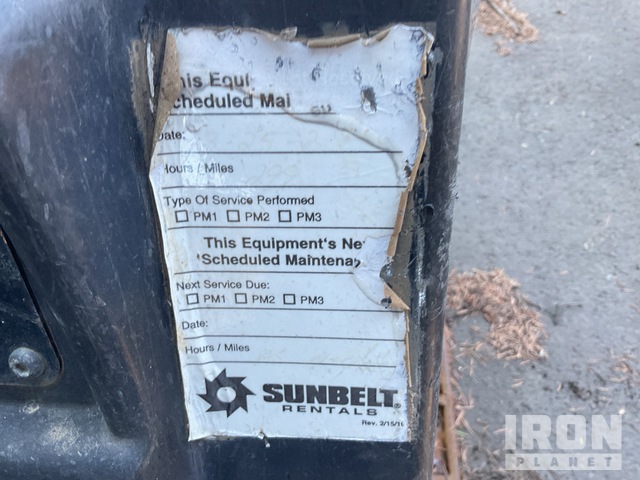 his Equi
cheduled Mai
Date:
Hours / Miles
Type Of Service Performed
PM1 PM2 PM3
This Equipment's Ne
Scheduled Maintena
Next Service Due:
PM1 PM2 PM3
Date:
Hours / Miles
SUNBELT®
RENTALS
Rev. 2/15/1
IRON
PLANET